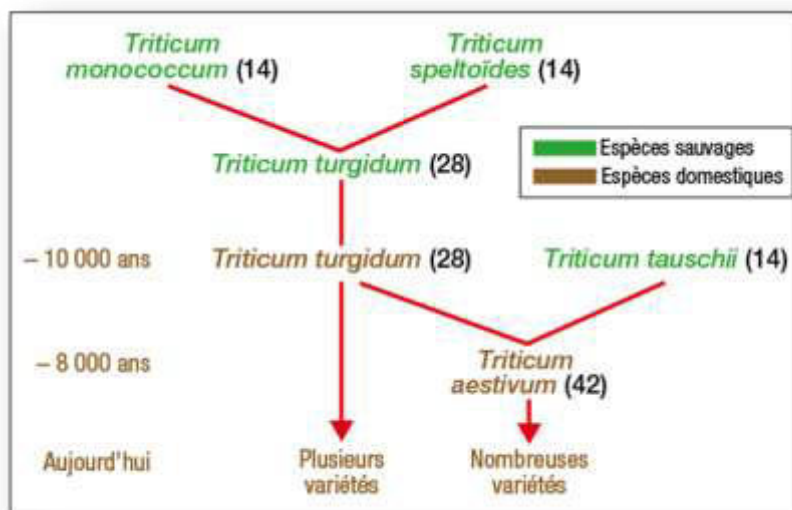 Triticum
monococcum (14)
Triticum
speltoïdes (14)
Triticum turgidum (28)
Espèces sauvages
Espèces domestiques
– 10 000 ans
Triticum turgidum (28)
Triticum tauschii (14)
– 8 000 ans
Triticum
aestivum (42)
Aujourd'hui
Plusieurs
variétés
Nombreuses
variétés